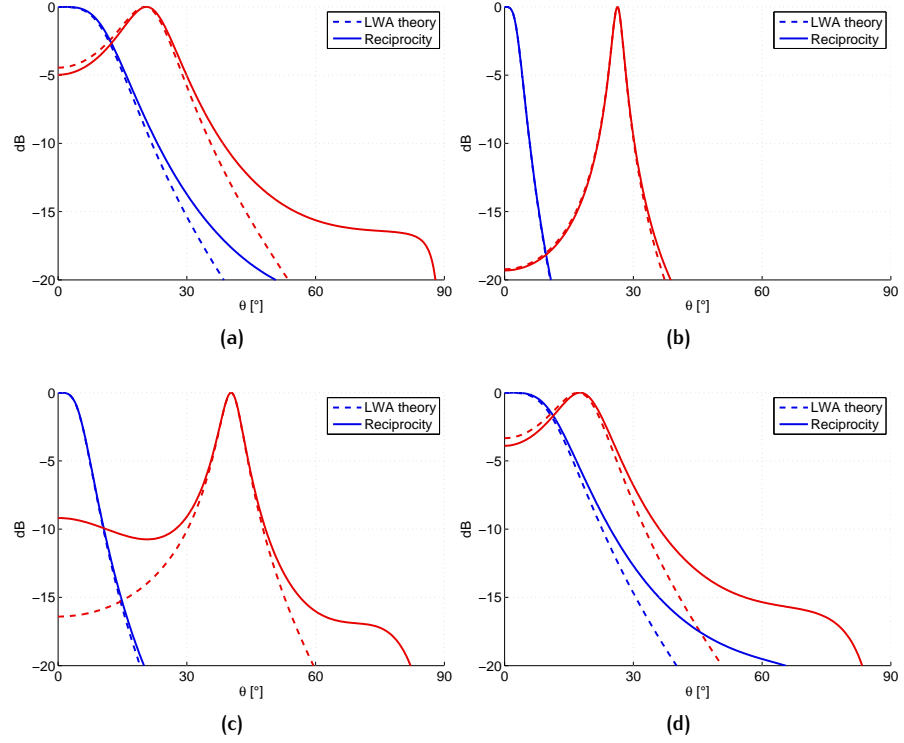 0
−5
−10
−15
−20
dB
0
30
60
90
θ [°]
LWA theory
Reciprocity
(a)
0
−5
−10
−15
−20
dB
0
30
60
90
θ [°]
LWA theory
Reciprocity
(b)
0
−5
−10
−15
−20
dB
0
30
60
90
θ [°]
LWA theory
Reciprocity
(c)
0
−5
−10
−15
−20
dB
0
30
60
90
θ [°]
LWA theory
Reciprocity
(d)